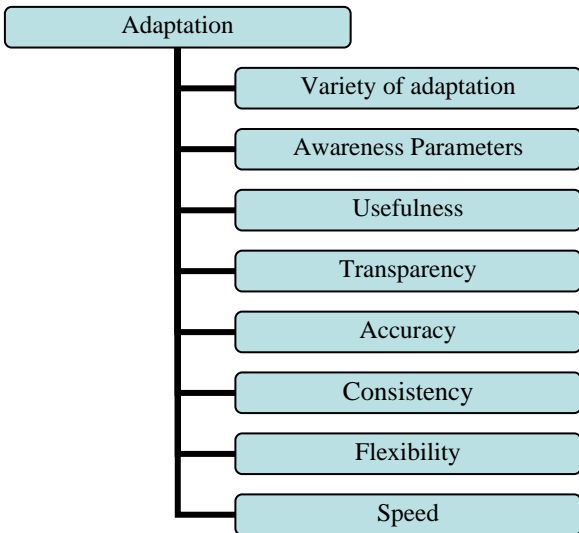 Adaptation
Variety of adaptation
Awareness Parameters
Usefulness
Transparency
Accuracy
Consistency
Flexibility
Speed